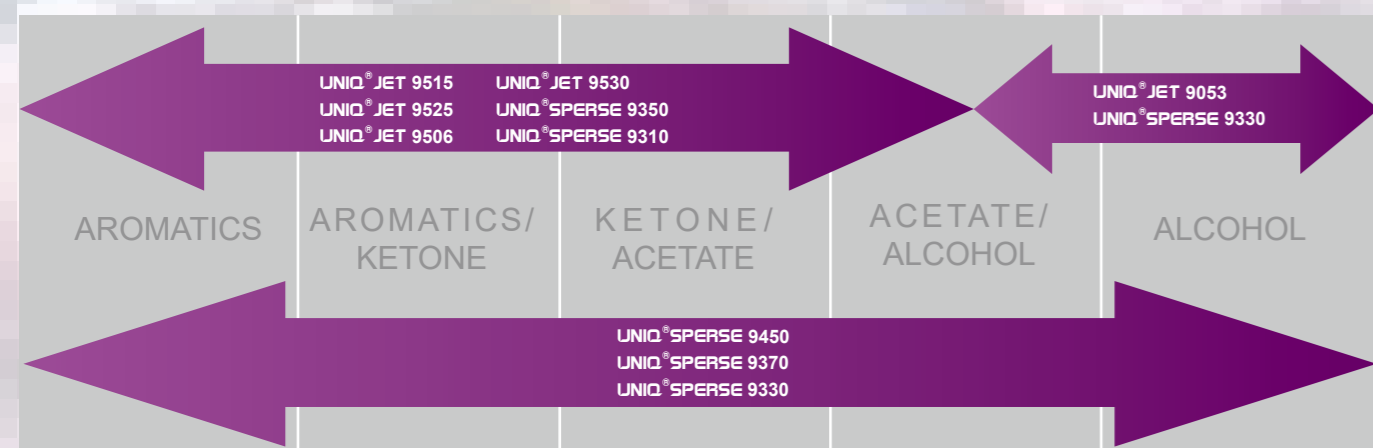 UNIQ®JET 9515 UNIQ®JET 9530
UNIQ®JET 9525 UNIQ®SPERSE 9350
UNIQ®JET 9506 UNIQ®SPERSE 9310
UNIQ®JET 9053
UNIQ®SPERSE 9330
AROMATICS
AROMATICS/
KETONE
KETONE/
ACETATE
ACETATE/
ALCOHOL
ALCOHOL
UNIQ®SPERSE 9450
UNIQ®SPERSE 9370
UNIQ®SPERSE 9330